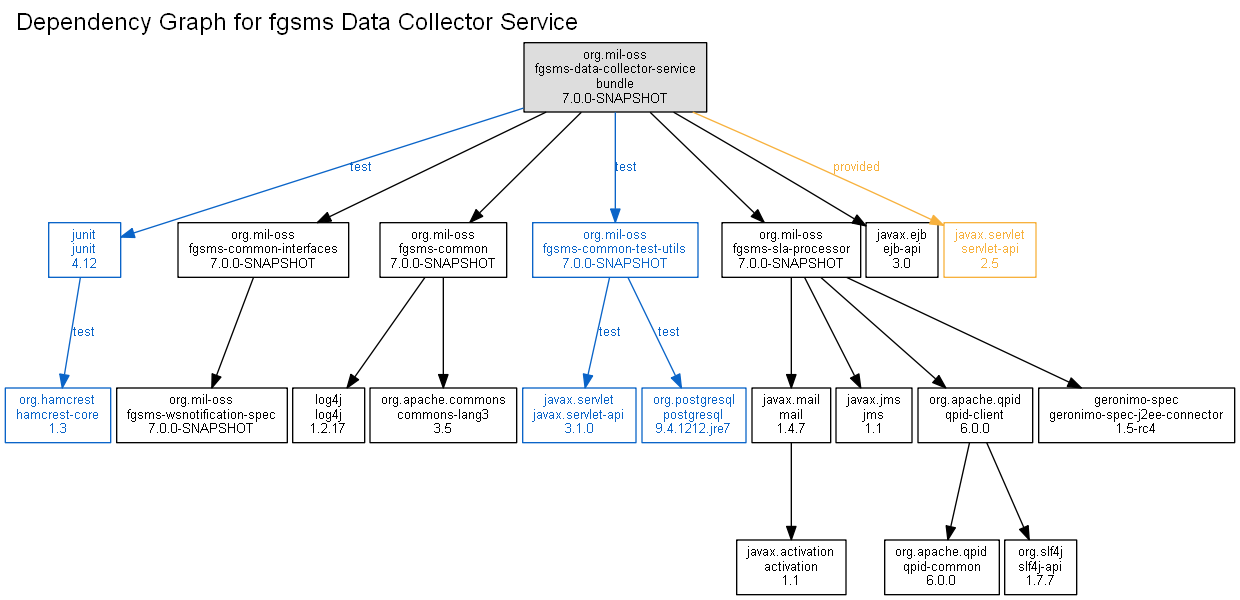 Dependency Graph for fgsms Data Collector Service
org.mil-oss
fgsms-data-collector-service
bundle
7.0.0-SNAPSHOT
test
test
provided
junit
junit
4.12
org.mil-oss
fgsms-common-interfaces
7.0.0-SNAPSHOT
org.mil-oss
fgsms-common
7.0.0-SNAPSHOT
org.mil-oss
fgsms-common-test-utils
7.0.0-SNAPSHOT
org.mil-oss
fgsms-sla-processor
7.0.0-SNAPSHOT
javax.ejb
ejb-api
3.0
javax.servlet
servlet-api
2.5
test
test
test
org.hamcrest
hamcrest-core
1.3
org.mil-oss
fgsms-wsnotification-spec
7.0.0-SNAPSHOT
log4j
log4j
1.2.17
org.apache.commons
commons-lang3
3.5
javax.servlet
javax.servlet-api
3.1.0
org.postgresql
postgresql
9.4.1212.jre7
javax.mail
mail
1.4.7
javax.jms
jms
1.1
org.apache.qpid
qpid-client
6.0.0
geronimo-spec
geronimo-spec-j2ee-connector
1.5-rc4
javax.activation
activation
1.1
org.apache.qpid
qpid-common
6.0.0
org.slf4j
slf4j-api
1.7.7